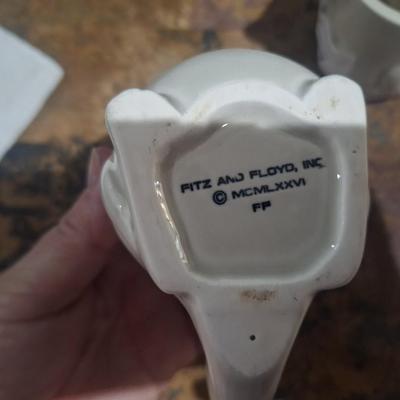 FITZ AND FLOYD, INC.
© MCMLXXVI
FF